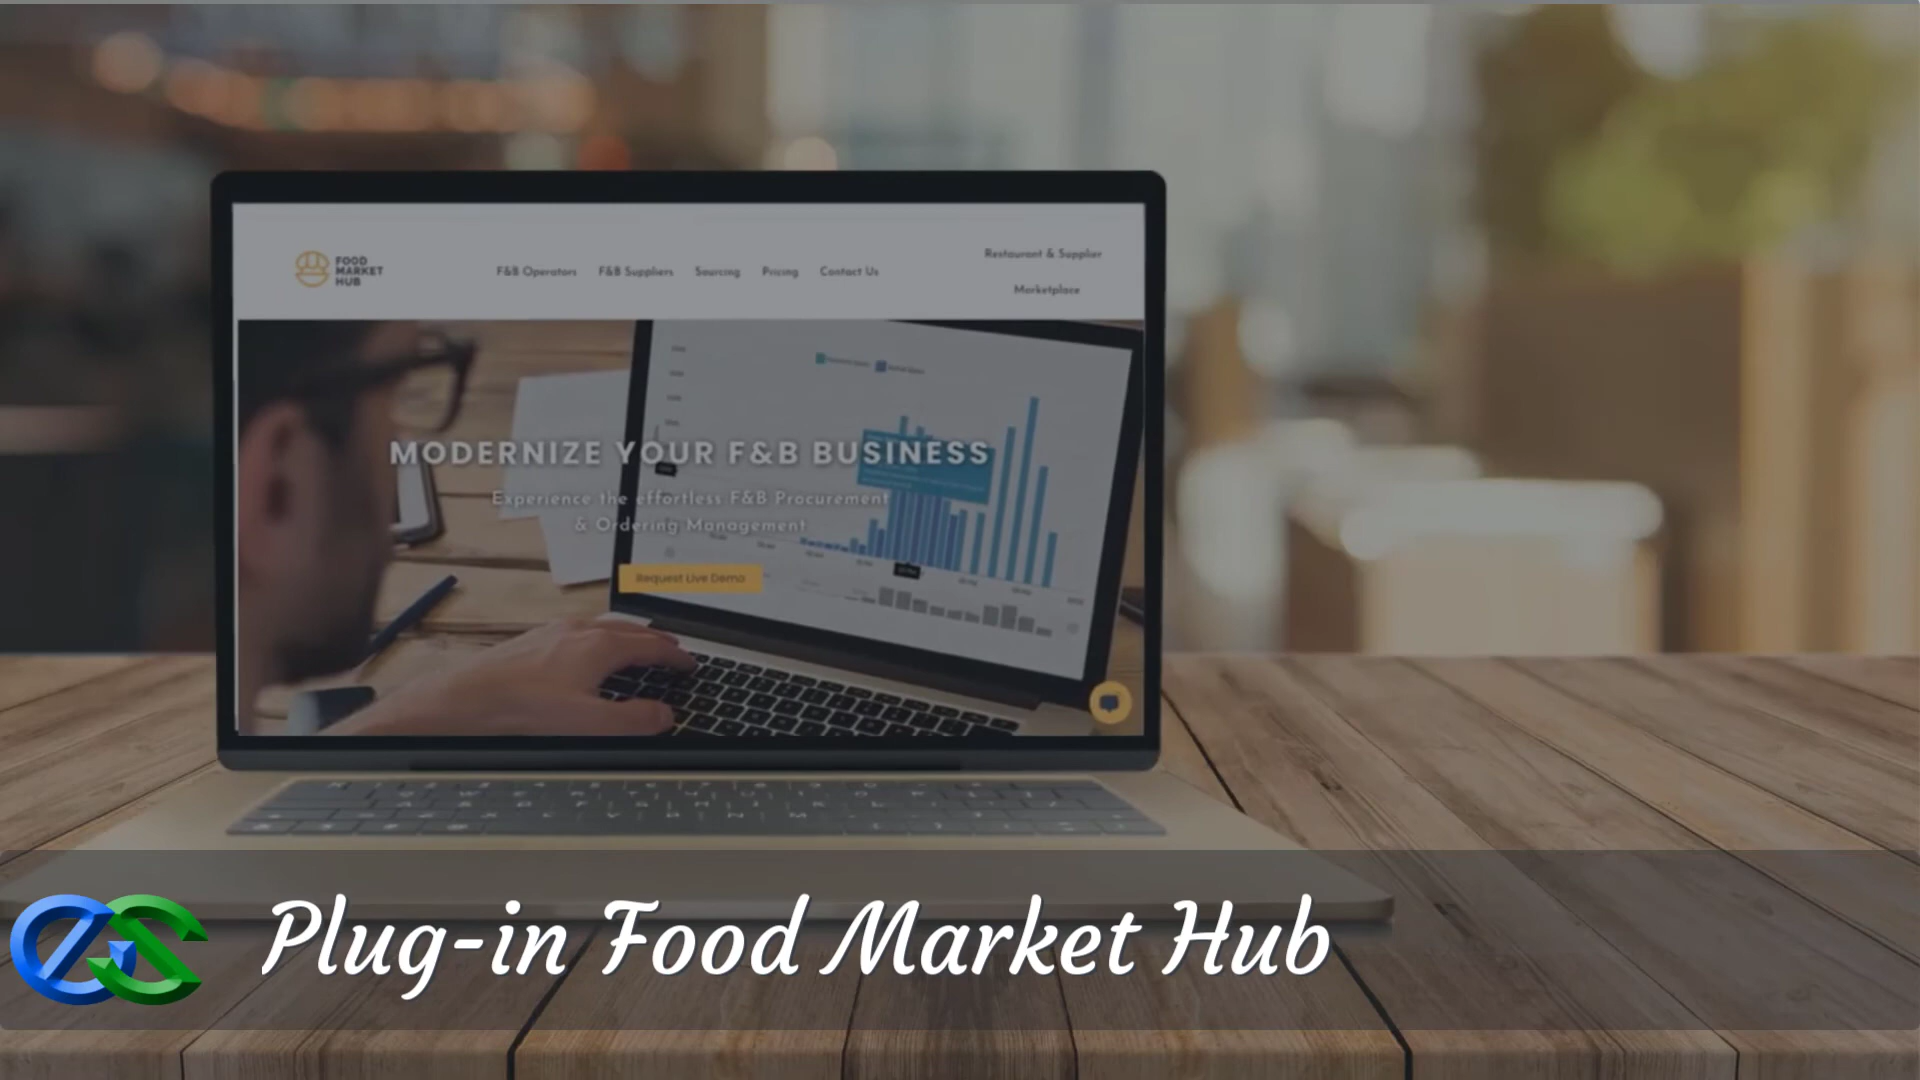 FOOD
MARKET
HUB
F&B Operators F&B Suppliers Sourcing Pricing Contact Us
Restaurant & Supplier
Marketplace
MODERNIZE YOUR F&B BUSINESS
Experience the effortless F&B Procurement
& Ordering Management
Request Live Demo
Plug-in Food Market Hub